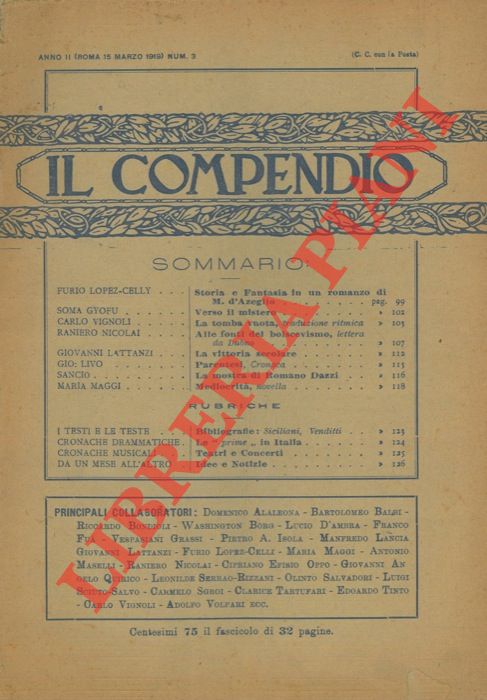 ANNO II (ROMA 15 MARZO 1919) NUM. 3 (C. C. con la Posta)
IL COMPENDIO
SOMMARIO:
FURIO LOPEZ-CELLY . . . . Storia e Fantasia in un romanzo di
M. d'Azeglio . . . . . . . pag. 99
SOMA GYOFU . . . . Verso il mistero . . . . . . » 102
CARLO VIGNOLI . . . . La tomba vuota, traduzione ritmica » 103
RANIERO NICOLAI . . . . Alle fonti del bolscevismo, lettera
da Dubno . . . . . . . » 107
GIOVANNI LATTANZI . . . . La vittoria secolare . . . . . » 112
GIO: LIVO . . . . Parentesi, Cronaca . . . . . » 115
SANCIO . . . . La mostra di Romano Dazzi . . . . » 116
MARIA MAGGI . . . . Mediocrità, novella . . . . . » 118
RUBRICHE
I TESTI E LE TESTE . . . . Bibliografie: Siciliani, Venditti . . » 123
CRONACHE DRAMMATICHE . Le « prime „ in Italia . . . . » 124
CRONACHE MUSICALI . . . . Teatri e Concerti . . . . . » 125
DA UN MESE ALL'ALTRO . . Idee e Notizie . . . . . . » 126
PRINCIPALI COLLABORATORI: Domenico Alaleona - Bartolomeo Balbi -
Riccardo Bondioli - Washington Borg - Lucio D'Ambra - Franco
Vespasiani Grassi - Pietro A. Isola - Manfredo Lancia
Giovanni Lattanzi - Furio Lopez-Celli - Maria Maggi - Antonio
Maselli - Raniero Nicolai - Cipriano Efisio Oppo - Giovanni An-
gelo Quirico - Leonilde Serrao-Rizzani - Olinto Salvadori - Luigi
Sciuto-Salvo - Carmelo Sgroi - Clarice Tartufari - Edoardo Tinto
- Carlo Vignoli - Adolfo Volfari ecc.
Centesimi 75 il fascicolo di 32 pagine.
LIBRERIA PIANI